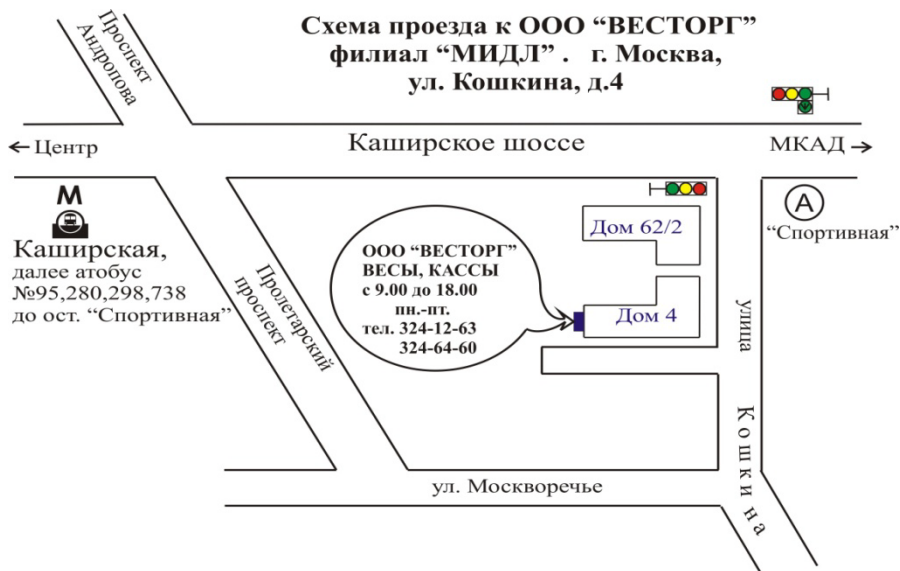 Схема проезда к ООО “ВЕСТОРГ”
филиал “МИДЛ” . г. Москва,
ул. Кошкина, д.4
Проспект
Андропова
← Центр
Каширское шоссе
МКАД →
М
Каширская,
далее атобус
№95,280,298,738
до ост. “Спортивная”
А
“Спортивная”
Дом 62/2
ООО “ВЕСТОРГ”
ВЕСЫ, КАССЫ
с 9.00 до 18.00
пн.-пт.
тел. 324-12-63
324-64-60
Дом 4
Пролетарский
проспект
улица Кошкина
ул. Москворечье